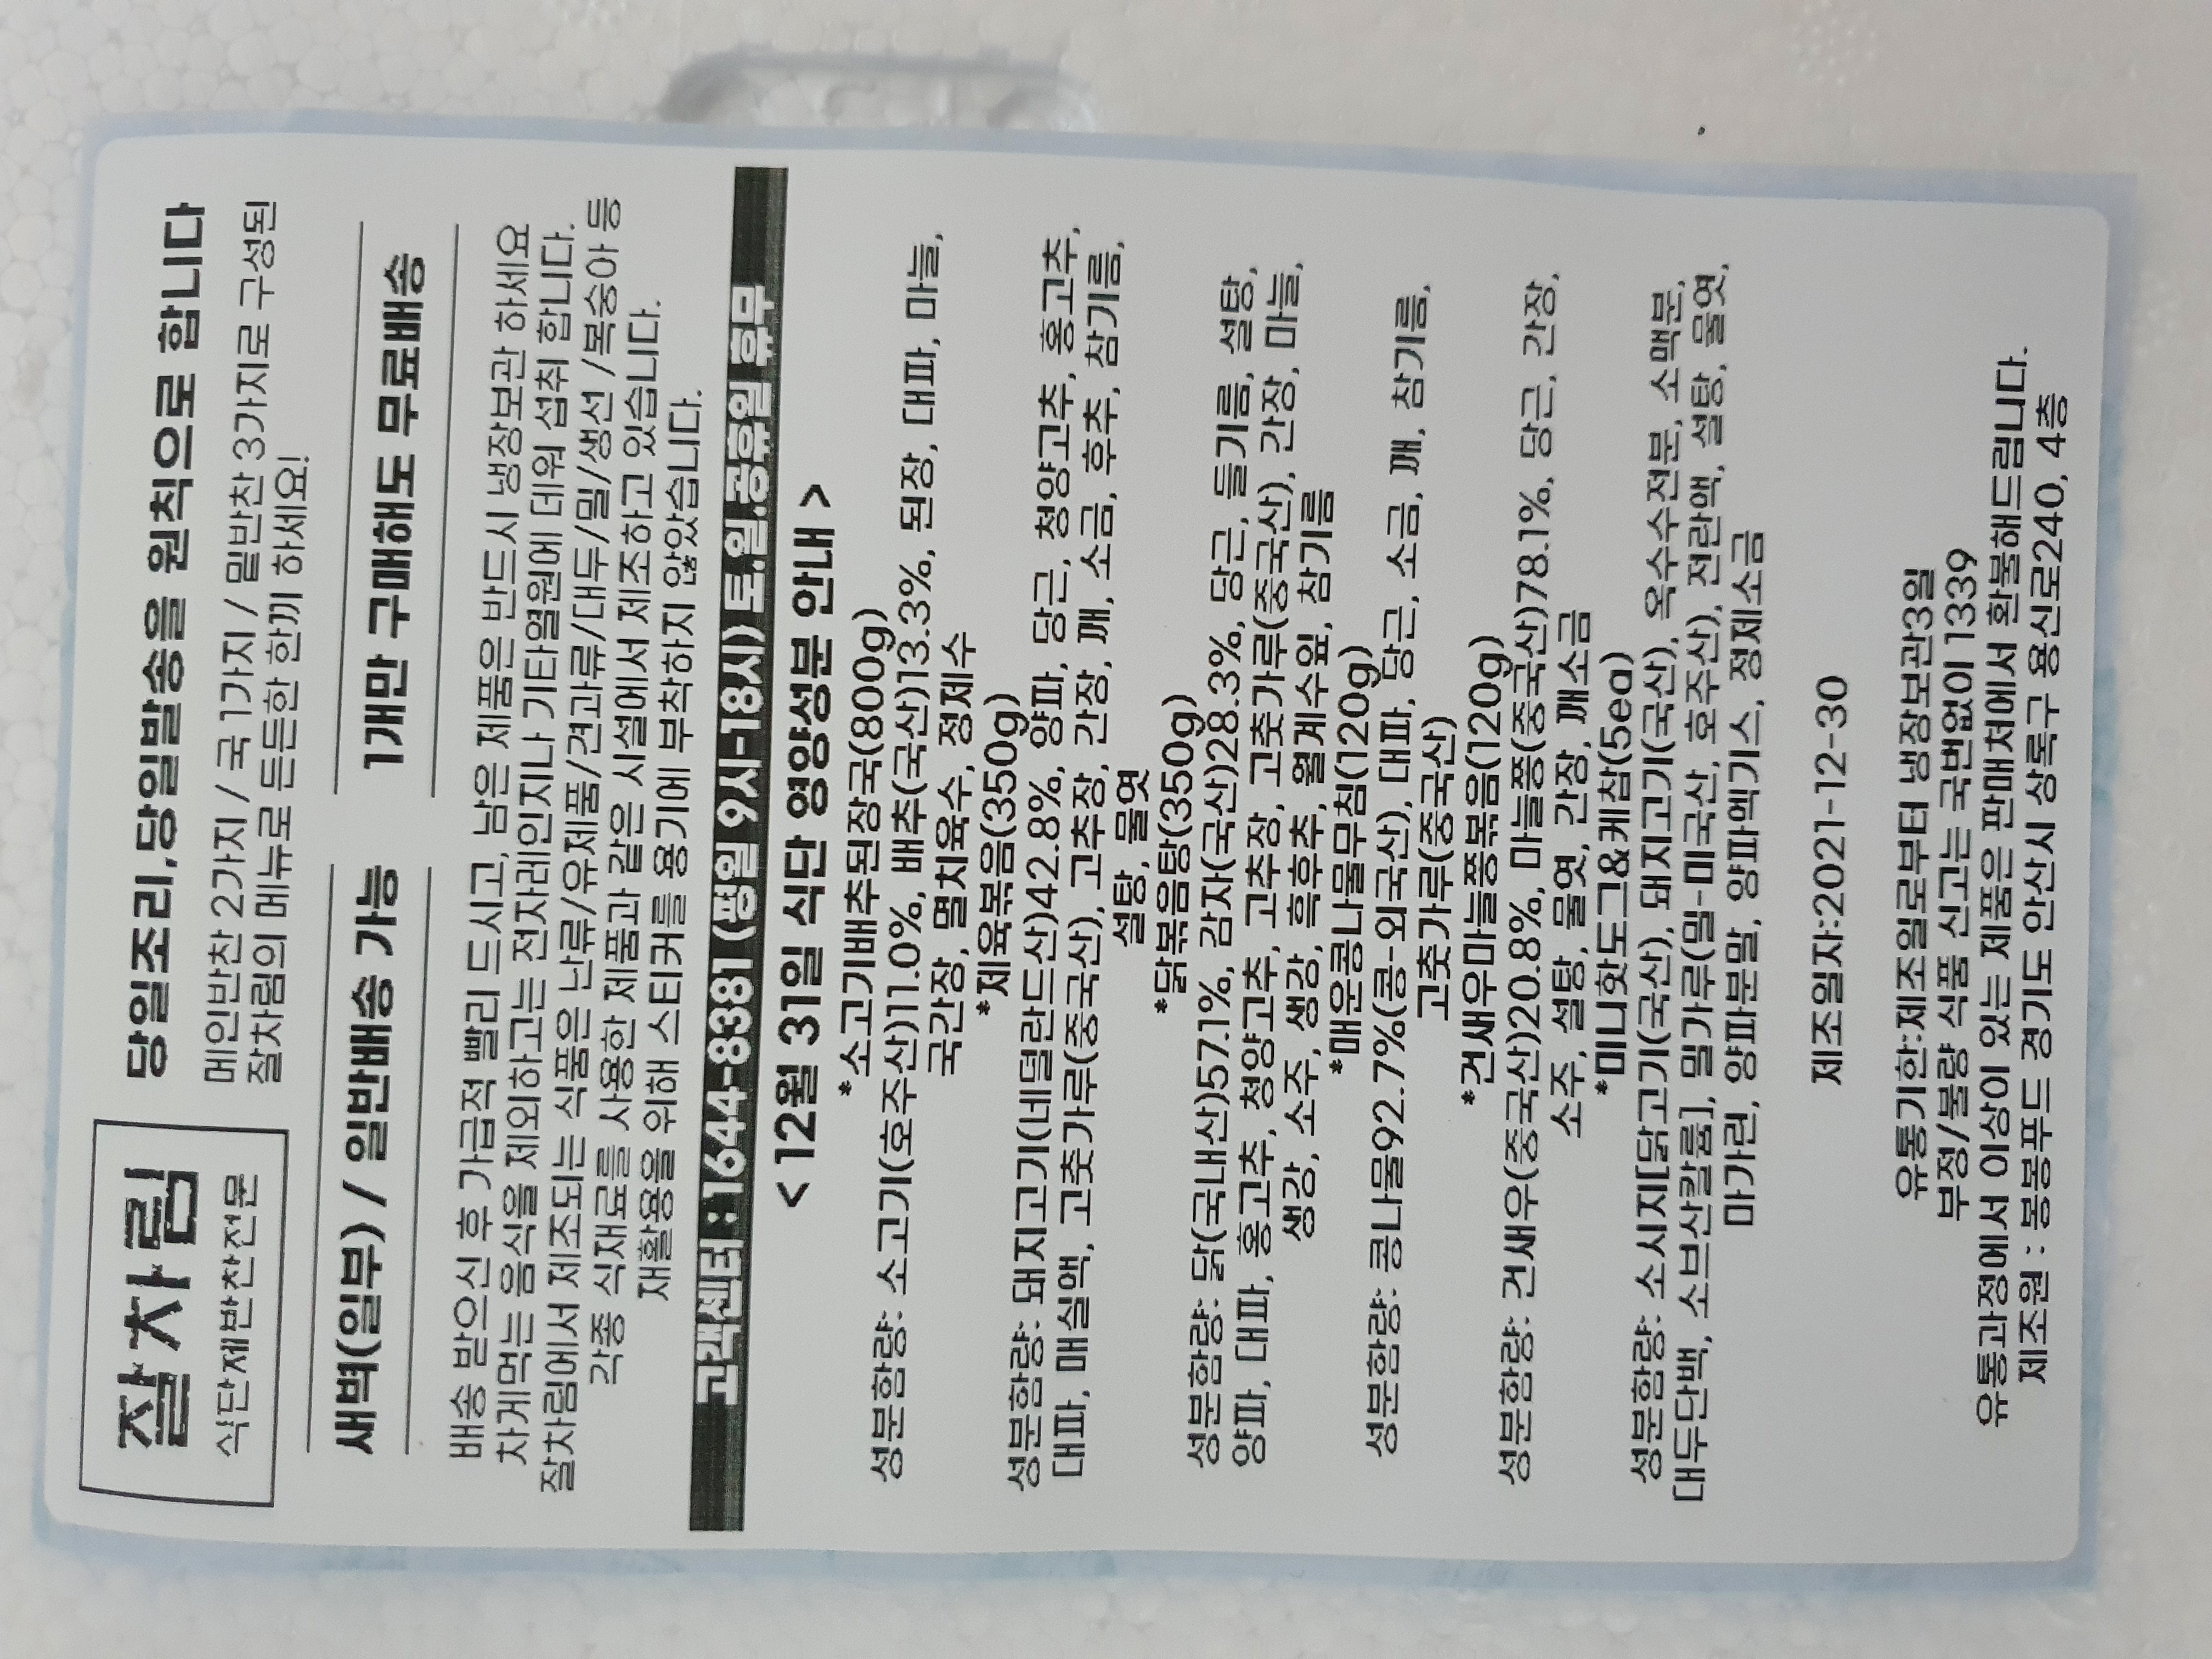 잘차림
식단제반찬전문
당일조리,당일발송을 원칙으로 합니다
메인반찬 2가지 / 국 1가지 / 밑반찬 3가지로 구성된
잘차림의 메뉴로 든든한 한끼 하세요!
새벽(일부) / 일반배송 가능
1개만 구매해도 무료배송
배송 받으신 후 가급적 빨리 드시고, 남은 제품은 반드시 냉장보관 하세요
차게먹는 음식을 제외하고는 전자레인지나 기타열원에 데워 섭취 합니다.
잘차림에서 제조되는 식품은 난류/유제품/견과류/대두/밀/생선 /복숭아 등
각종 식재료를 사용한 제품과 같은 시설에서 제조하고 있습니다.
재활용을 위해 스티커를 용기에 부착하지 않았습니다.
고객센터 : 1644-8381 (평일 9시-18시) 토.일.공휴일 휴무
< 12월 31일 식단 영양성분 안내 >
*소고기배추된장국(800g)
성분함량: 소고기(호주산)11.0%, 배추(국산)13.3%, 된장, 대파, 마늘,
국간장, 멸치육수, 정제수
*제육볶음(350g)
성분함량: 돼지고기(네덜란드산)42.8%, 양파, 당근, 청양고추, 홍고추,
대파, 매실액, 고춧가루(중국산), 고추장, 간장, 깨, 소금, 후추, 참기름,
설탕, 물엿
*닭볶음탕(350g)
성분함량: 닭(국내산)57.1%, 감자(국산)28.3%, 당근, 들기름, 설탕,
양파, 대파, 홍고추, 청양고추, 고추장, 고춧가루(중국산), 간장, 마늘,
생강, 소주, 생강, 흑후추, 월계수잎, 참기름
*매운콩나물무침(120g)
성분함량: 콩나물92.7%(콩-외국산), 대파, 당근, 소금, 깨, 참기름,
고춧가루(중국산)
*건새우마늘쫑볶음(120g)
성분함량: 건새우(중국산)20.8%, 마늘쫑(중국산)78.1%, 당근, 간장,
소주, 설탕, 물엿, 간장, 깨소금
*미니핫도그&케찹(5ea)
성분함량: 소시지[닭고기(국산), 돼지고기(국산), 옥수수전분, 소맥분,
대두단백, 소브산칼륨], 밀가루(밀-미국산, 호주산), 전란액, 설탕, 물엿,
마가린, 양파분말, 양파엑기스, 정제소금
제조일자:2021-12-30
유통기한:제조일로부터 냉장보관3일
부정/불량 식품 신고는 국번없이 1339
유통과정에서 이상이 있는 제품은 판매처에서 환불해드립니다.
제조원 : 봉봉푸드 경기도 안산시 상록구 용신로240, 4층